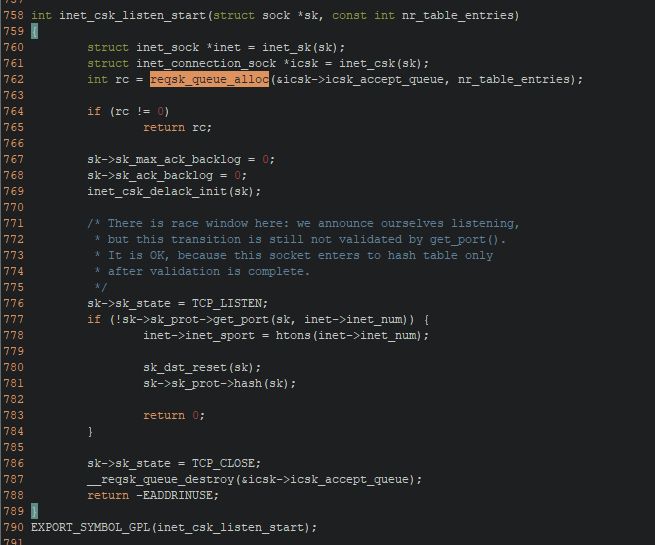 757
758 int inet_csk_listen_start(struct sock *sk, const int nr_table_entries)
759 {
760         struct inet_sock *inet = inet_sk(sk);
761         struct inet_connection_sock *icsk = inet_csk(sk);
762         int rc = reqsk_queue_alloc(&icsk->icsk_accept_queue, nr_table_entries);
763
764         if (rc != 0)
765                 return rc;
766
767         sk->sk_max_ack_backlog = 0;
768         sk->sk_ack_backlog = 0;
769         inet_csk_delack_init(sk);
770
771         /* There is race window here: we announce ourselves listening,
772          * but this transition is still not validated by get_port().
773          * It is OK, because this socket enters to hash table only
774          * after validation is complete.
775          */
776         sk->sk_state = TCP_LISTEN;
777         if (!sk->sk_prot->get_port(sk, inet->inet_num)) {
778                 inet->inet_sport = htons(inet->inet_num);
779
780                 sk_dst_reset(sk);
781                 sk->sk_prot->hash(sk);
782
783                 return 0;
784         }
785
786         sk->sk_state = TCP_CLOSE;
787         __reqsk_queue_destroy(&icsk->icsk_accept_queue);
788         return -EADDRINUSE;
789 }
790 EXPORT_SYMBOL_GPL(inet_csk_listen_start);
791